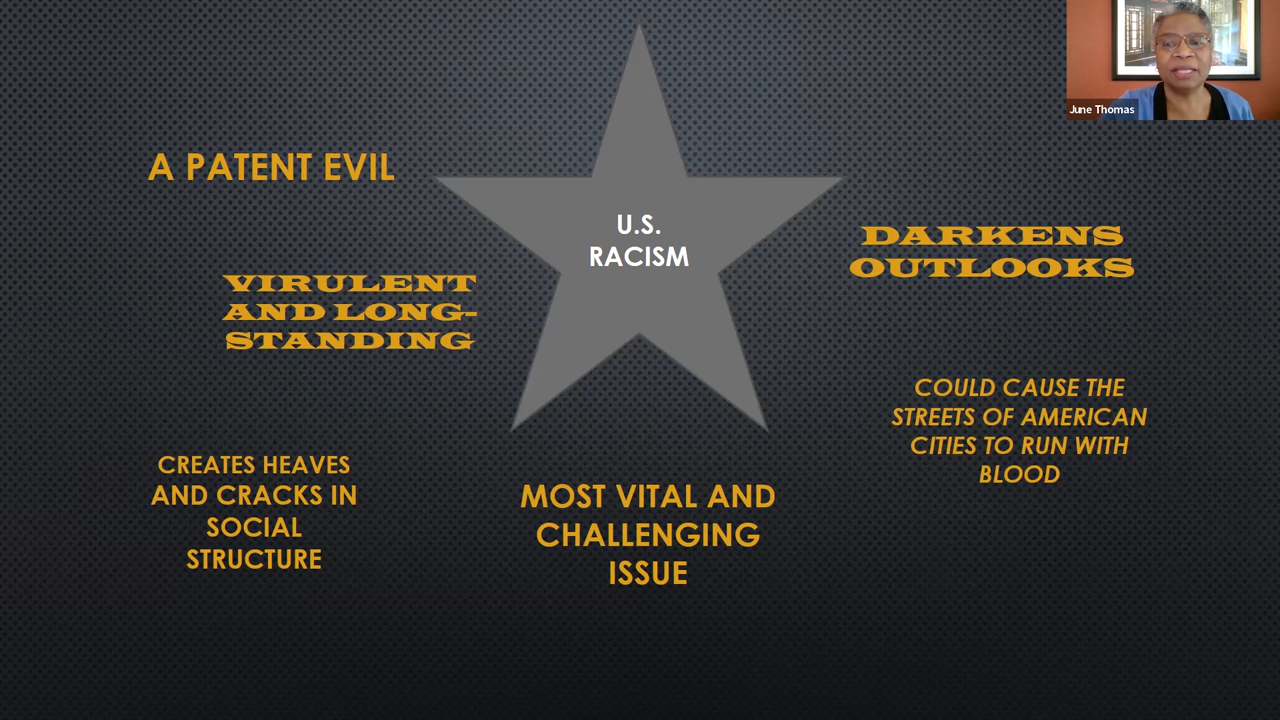 June Thomas
A PATENT EVIL
U.S.
RACISM
DARKENS
OUTLOOKS
VIRULENT
AND LONG-
STANDING
COULD CAUSE THE
STREETS OF AMERICAN
CITIES TO RUN WITH
BLOOD
CREATES HEAVES
AND CRACKS IN
SOCIAL
STRUCTURE
MOST VITAL AND
CHALLENGING
ISSUE